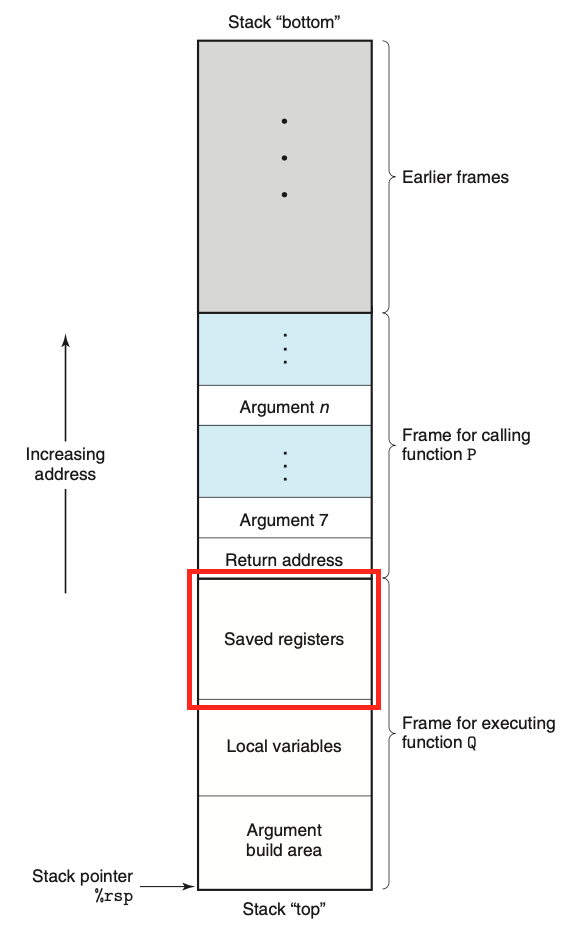 Stack “bottom”
Earlier frames
Increasing
address
Argument n
Frame for calling
function P
Argument 7
Return address
Saved registers
Local variables
Frame for executing
function Q
Argument
build area
Stack pointer
%rsp
Stack “top”